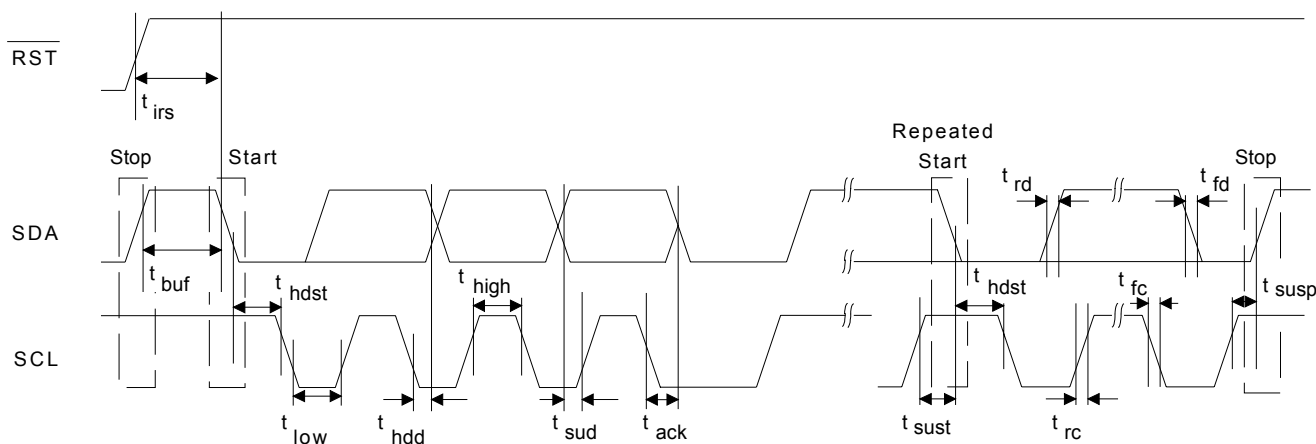 RST
t irs
Repeated
Stop Start Start Stop
t rd t fd
SDA
t buf t hdst t high t hdst t fc t susp
SCL
t low t hdd t sud t ack t sust t rc